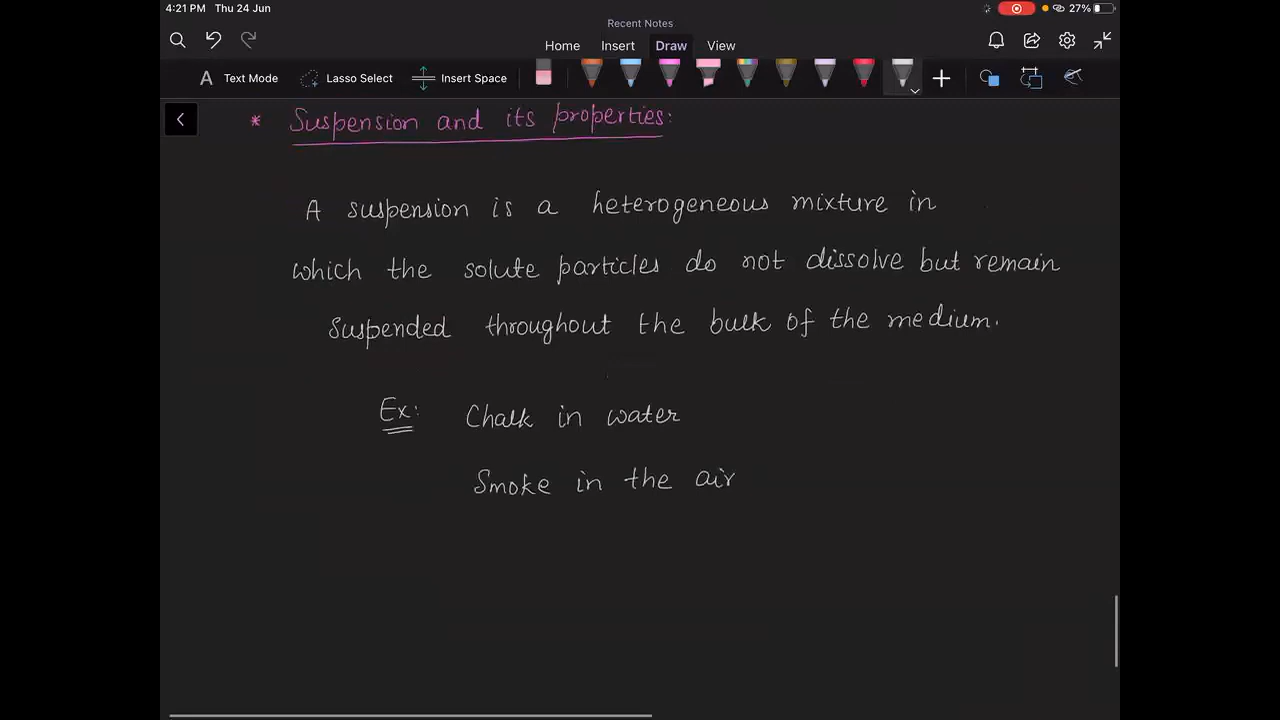 4:21 PM Thu 24 Jun
27%
Recent Notes
Home Insert Draw View
A Text Mode Lasso Select Insert Space
* Suspension and its properties:
A suspension is a heterogeneous mixture in
which the solute particles do not dissolve but remain
suspended throughout the bulk of the medium.
Ex: Chalk in water
Smoke in the air